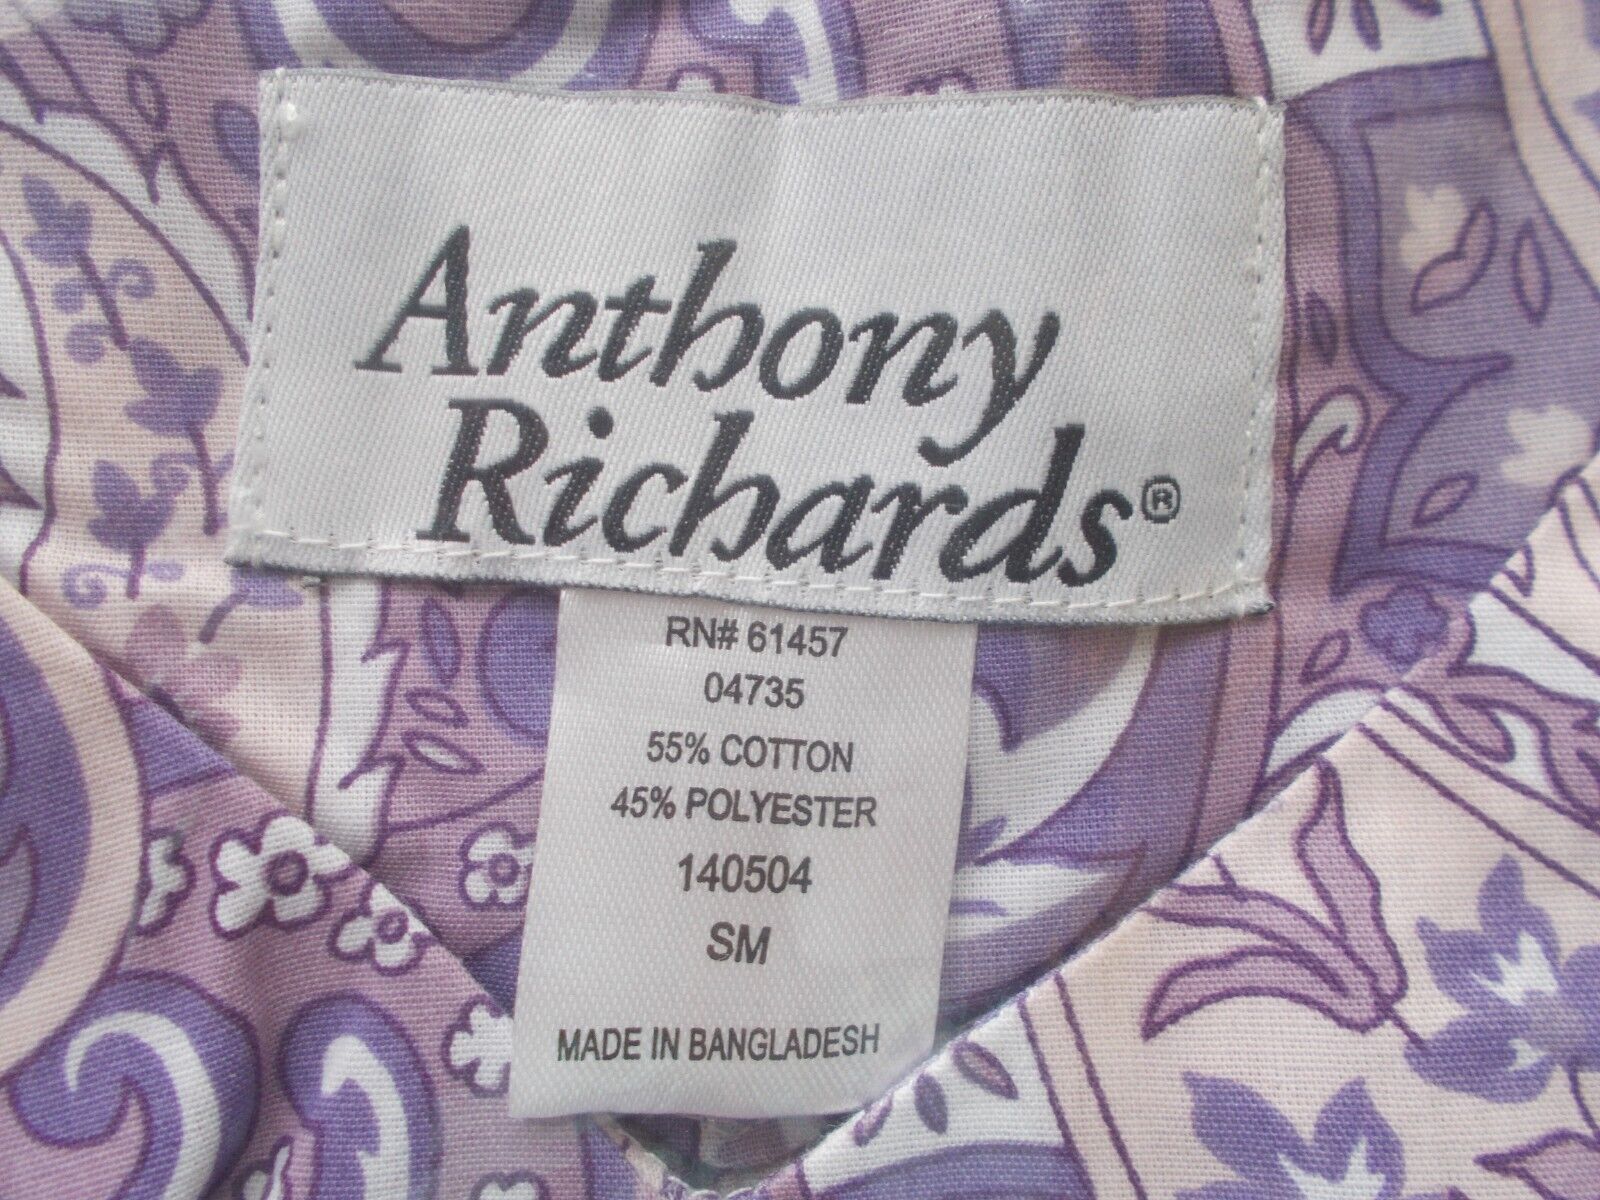 Anthony
Richards®
RN# 61457
04735
55% COTTON
45% POLYESTER
140504
SM
MADE IN BANGLADESH